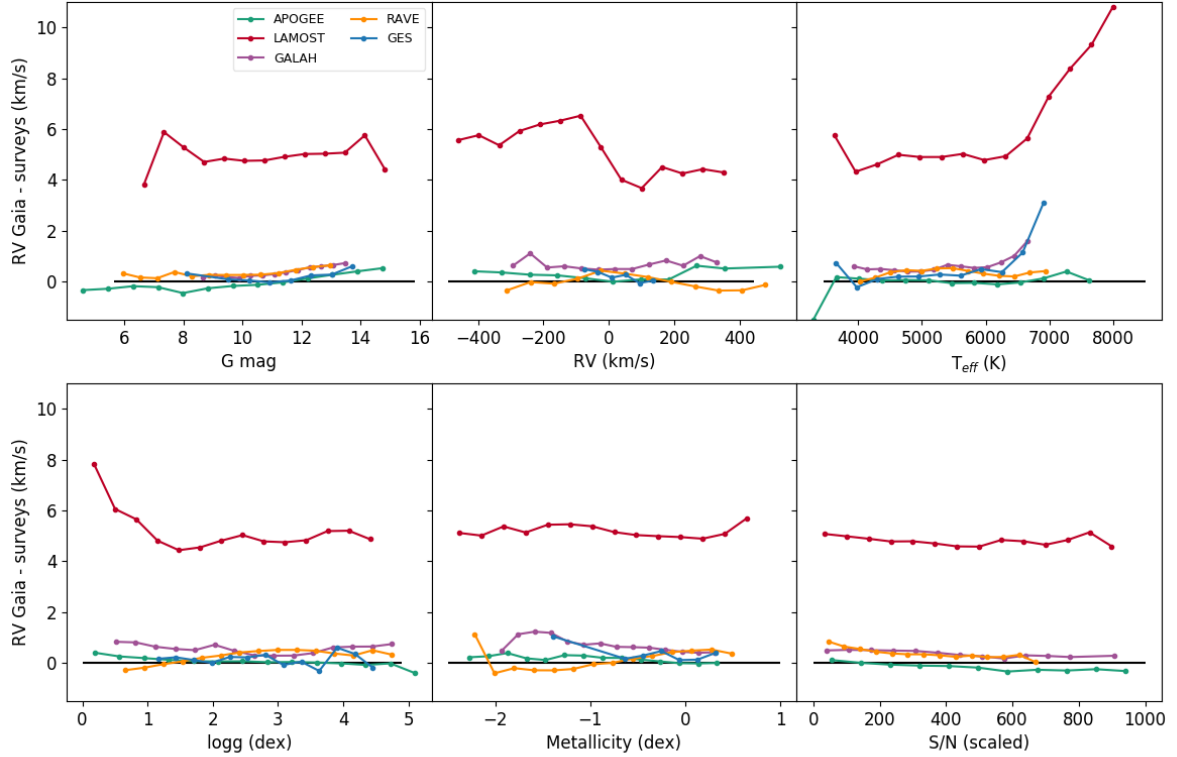 10
8
6
4
2
0
RV Gaia - surveys (km/s)
APOGEE
LAMOST
GALAH
RAVE
GES
6 8 10 12 14 16
G mag
−400 −200 0 200 400
RV (km/s)
4000 5000 6000 7000 8000
T_eff (K)
10
8
6
4
2
0
RV Gaia - surveys (km/s)
0 1 2 3 4 5
logg (dex)
−2 −1 0 1
Metallicity (dex)
0 200 400 600 800 1000
S/N (scaled)